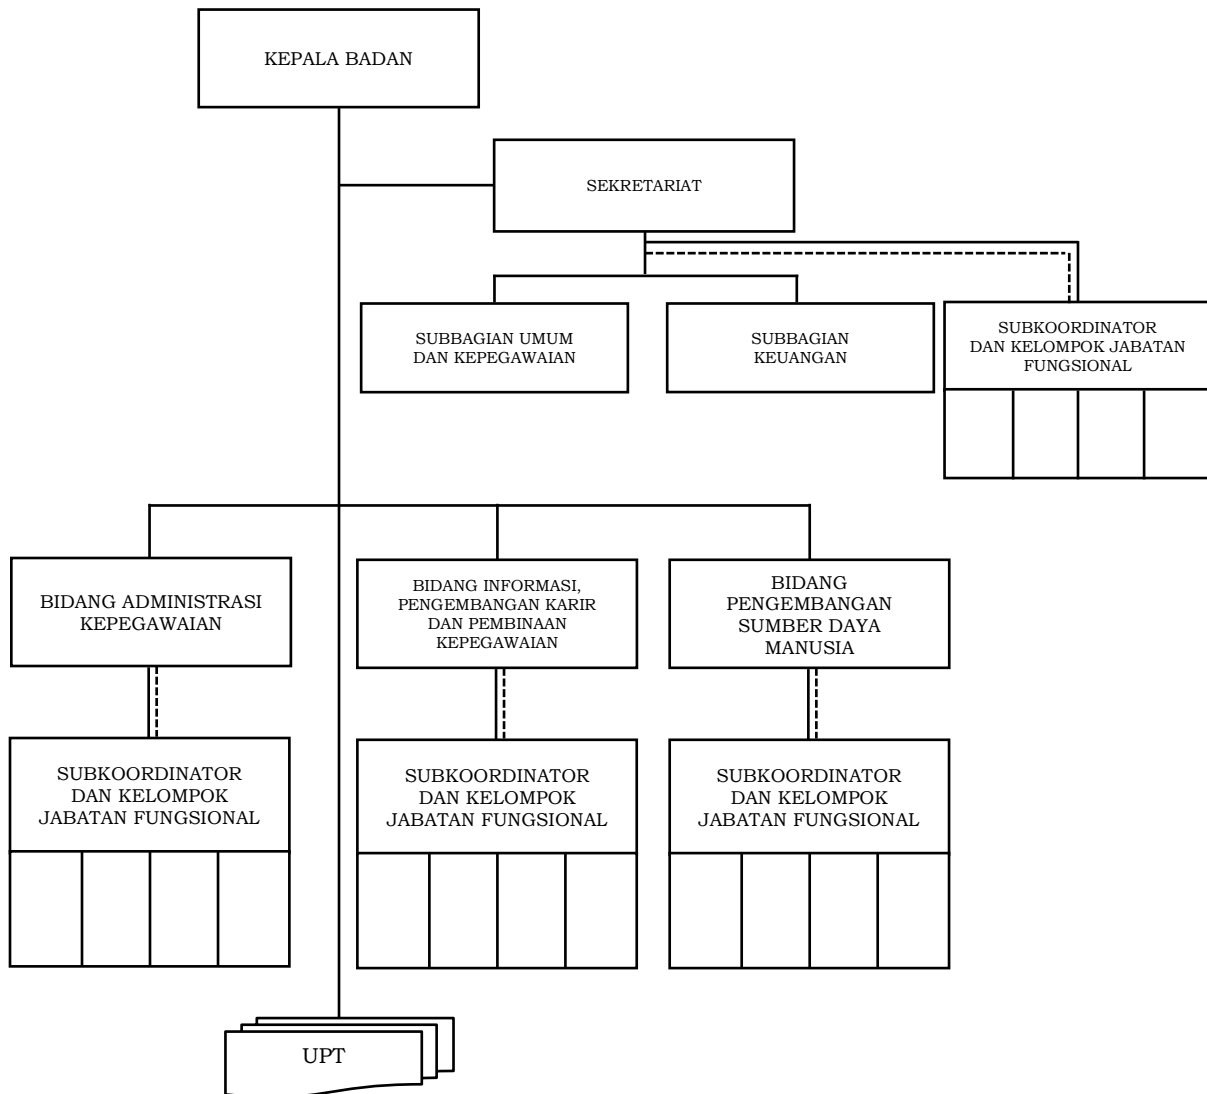 KEPALA BADAN
SEKRETARIAT
SUBBAGIAN UMUM
DAN KEPEGAWAIAN
SUBBAGIAN
KEUANGAN
SUBKOORDINATOR
DAN KELOMPOK JABATAN
FUNGSIONAL
BIDANG ADMINISTRASI
KEPEGAWAIAN
BIDANG INFORMASI,
PENGEMBANGAN KARIR
DAN PEMBINAAN
KEPEGAWAIAN
BIDANG
PENGEMBANGAN
SUMBER DAYA
MANUSIA
SUBKOORDINATOR
DAN KELOMPOK
JABATAN FUNGSIONAL
SUBKOORDINATOR
DAN KELOMPOK
JABATAN FUNGSIONAL
SUBKOORDINATOR
DAN KELOMPOK
JABATAN FUNGSIONAL
UPT